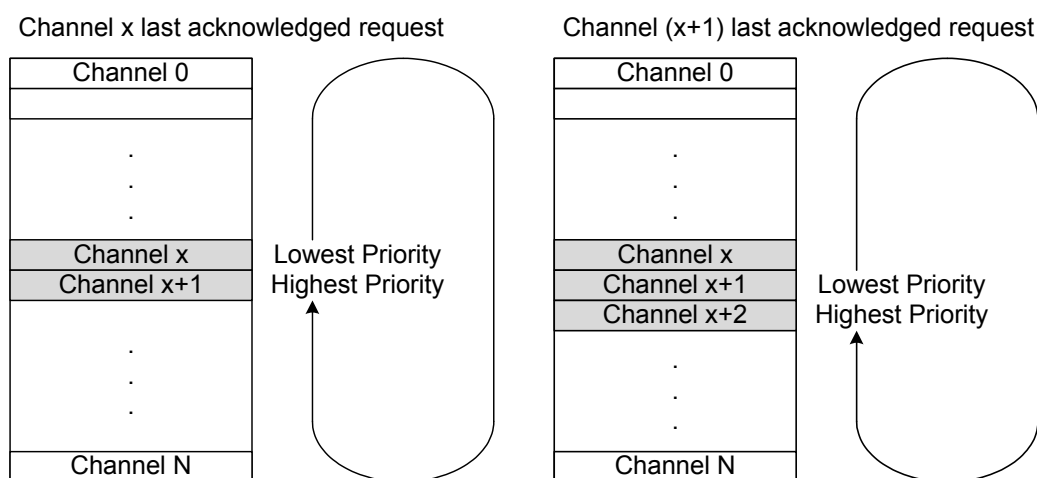 Channel x last acknowledged request
Channel 0
.
.
.
Channel x
Channel x+1
.
.
.
Channel N
Lowest Priority
Highest Priority
Channel (x+1) last acknowledged request
Channel 0
.
.
.
Channel x
Channel x+1
Channel x+2
.
.
.
Channel N
Lowest Priority
Highest Priority